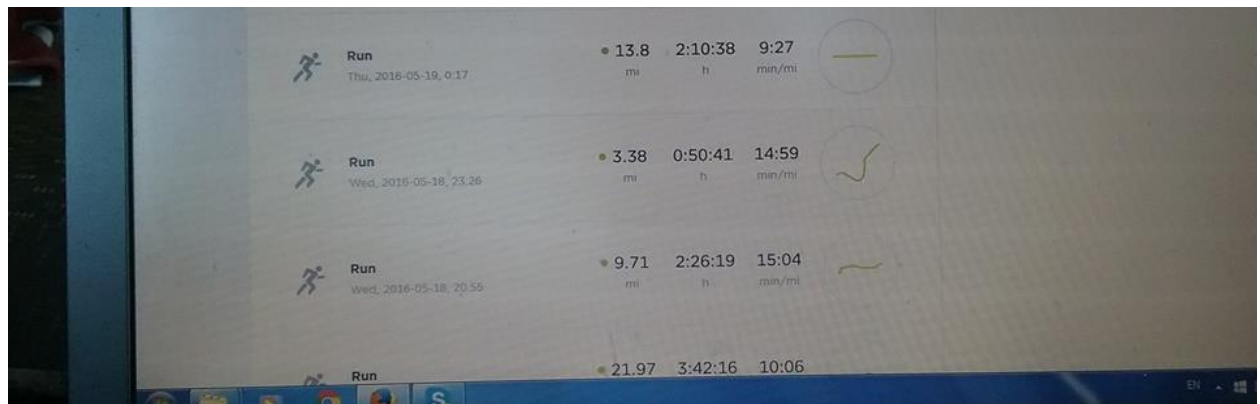 13.8 2:10:38 9:27
Run
mi h min/mi
Thu, 2016-05-19, 0:17
3.38 0:50:41 14:59
Run
mi h min/mi
Wed, 2016-05-18, 23:26
9.71 2:26:19 15:04
Run
mi h min/mi
Wed, 2016-05-18, 20:55
21.97 3:42:16 10:06
Run
EN
S